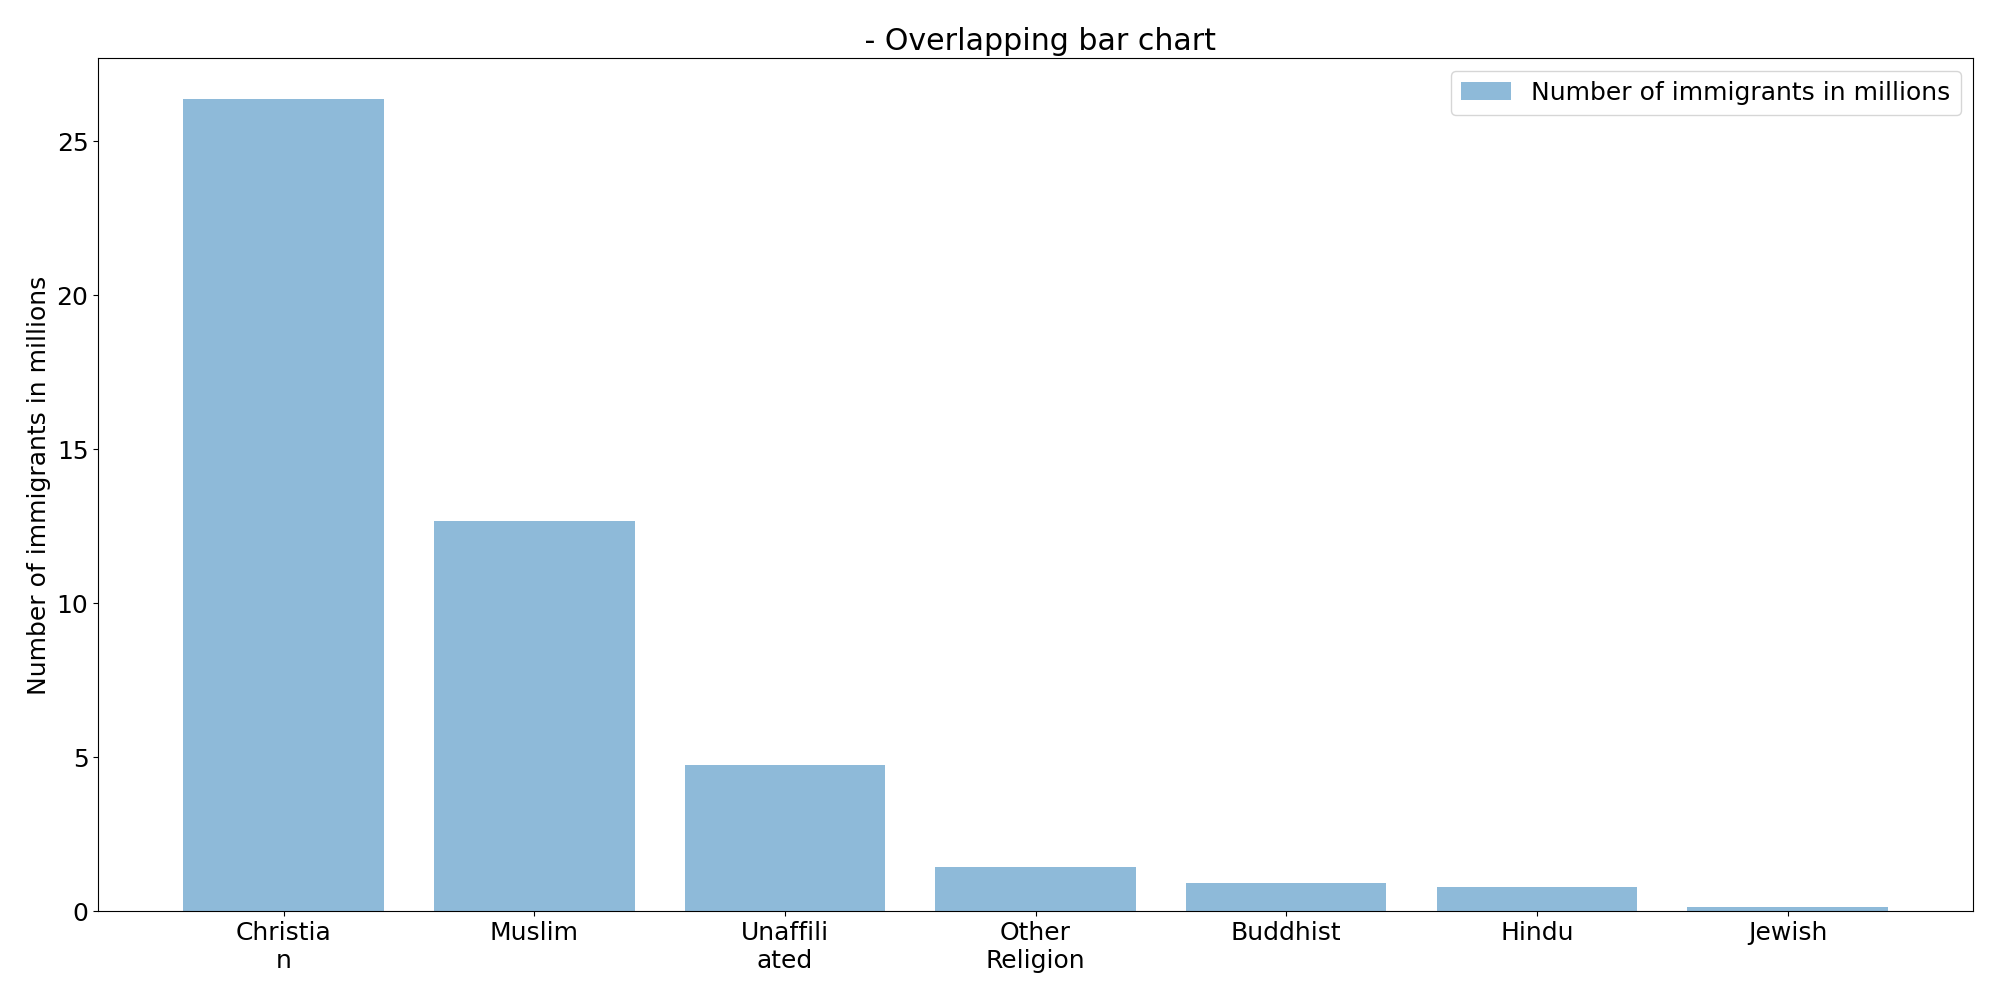 - Overlapping bar chart
Number of immigrants in millions
Number of immigrants in millions
25
20
15
10
5
0
Christia
n
Muslim
Unaffili
ated
Other
Religion
Buddhist
Hindu
Jewish